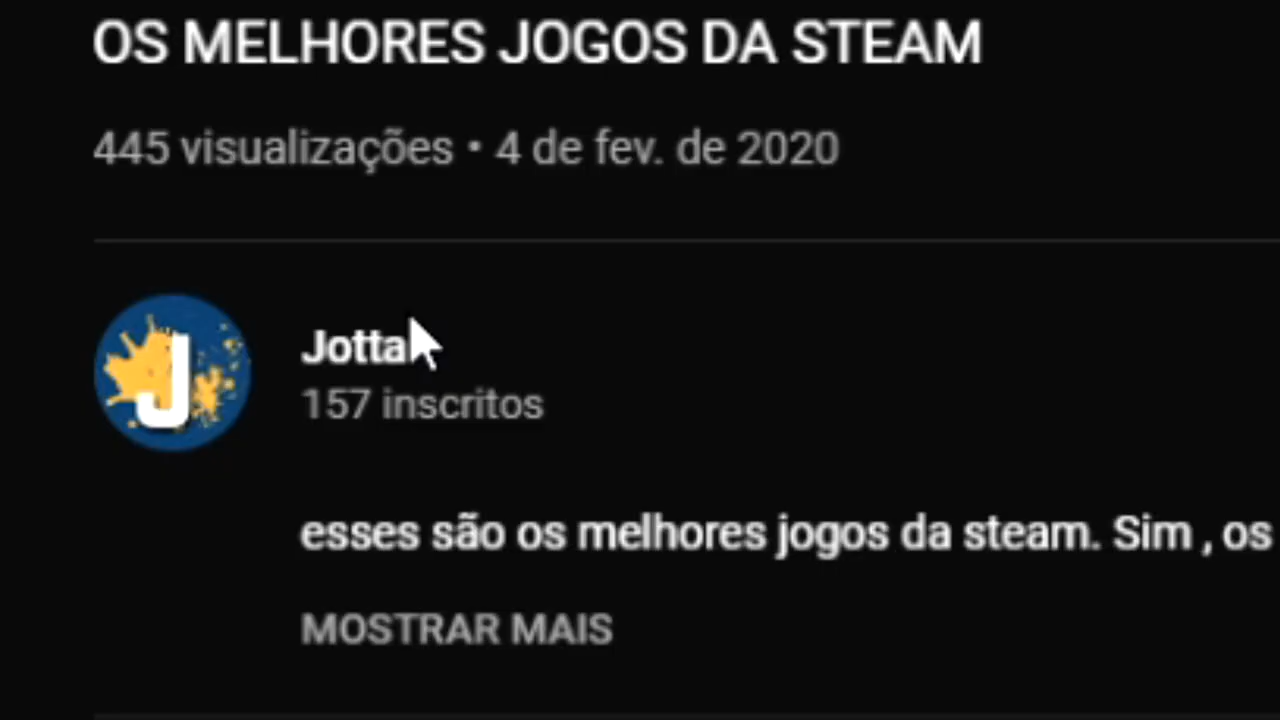 OS MELHORES JOGOS DA STEAM
445 visualizações • 4 de fev. de 2020
J
Jotta
157 inscritos
esses são os melhores jogos da steam. Sim , os
MOSTRAR MAIS